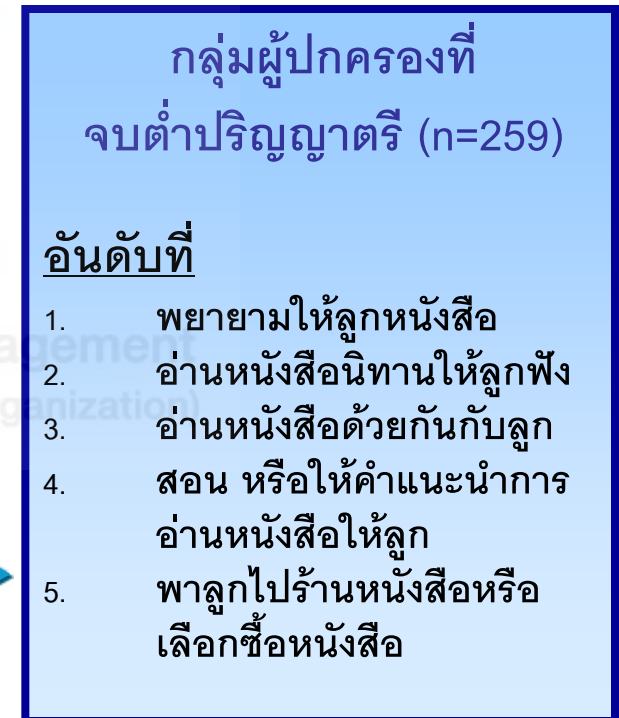 กลุ่มผู้ปกครองที่
จบต่ำปริญญาตรี (n=259)
อันดับที่
1. พยายามให้ลูกหนังสือ
agement
2. อ่านหนังสือนิทานให้ลูกฟัง
ganization)
3. อ่านหนังสือด้วยกันกับลูก
4. สอน หรือให้คำแนะนำการ
อ่านหนังสือให้ลูก
5. พาลูกไปร้านหนังสือหรือ
เลือกซื้อหนังสือ